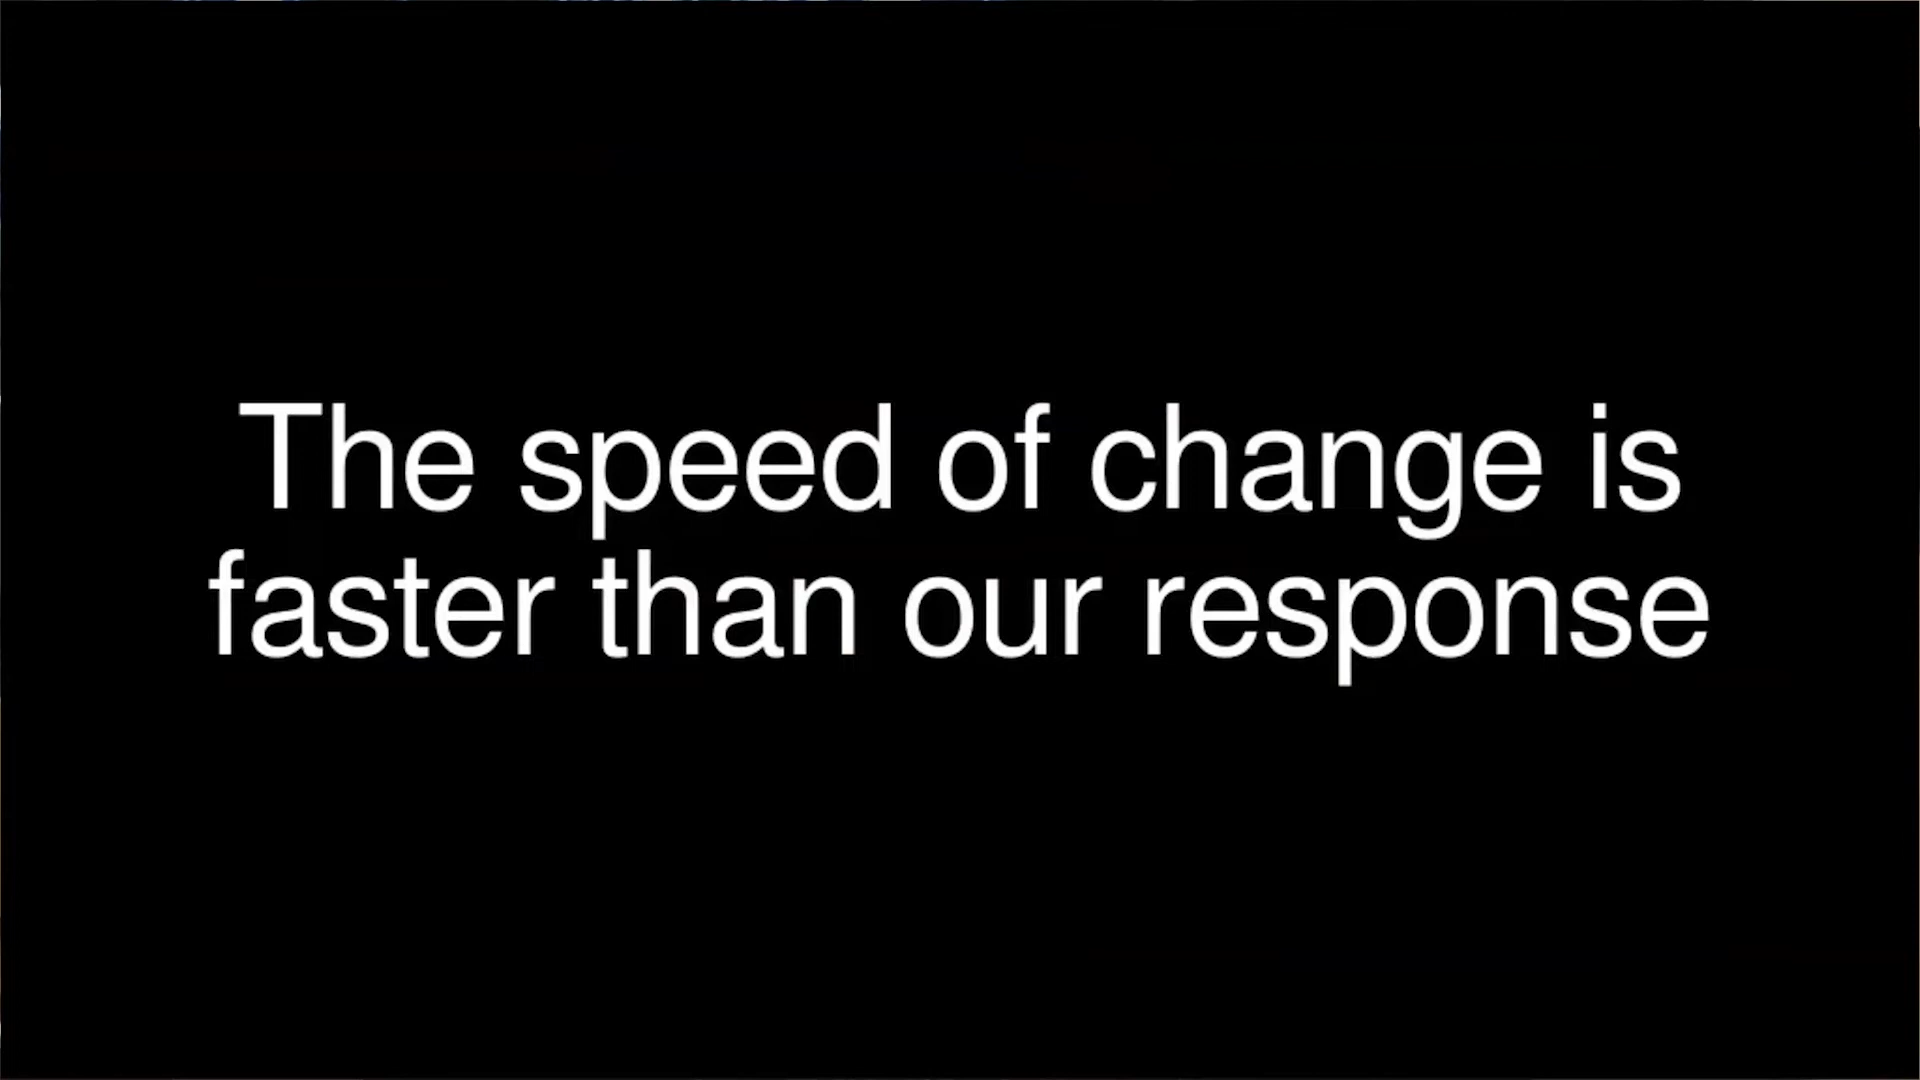 The speed of change is
faster than our response